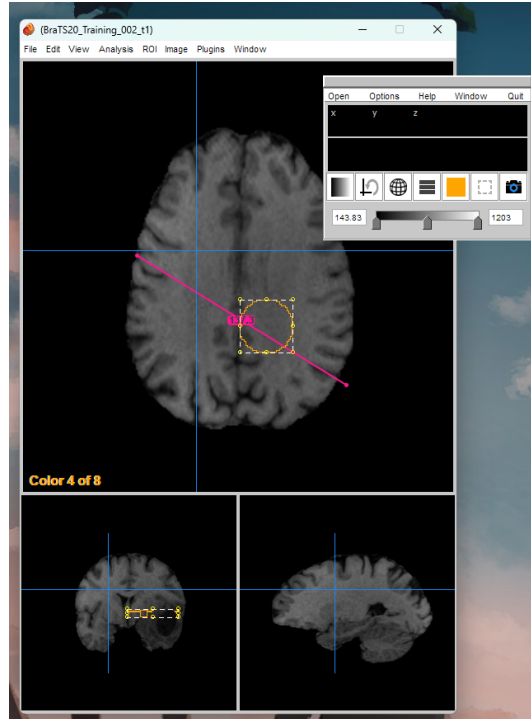 (BraTS20_Training_002_t1)
File Edit View Analysis ROI Image Plugins Window
Open Options Help Window Quit
x y z
143.83 1203
Color 4 of 8